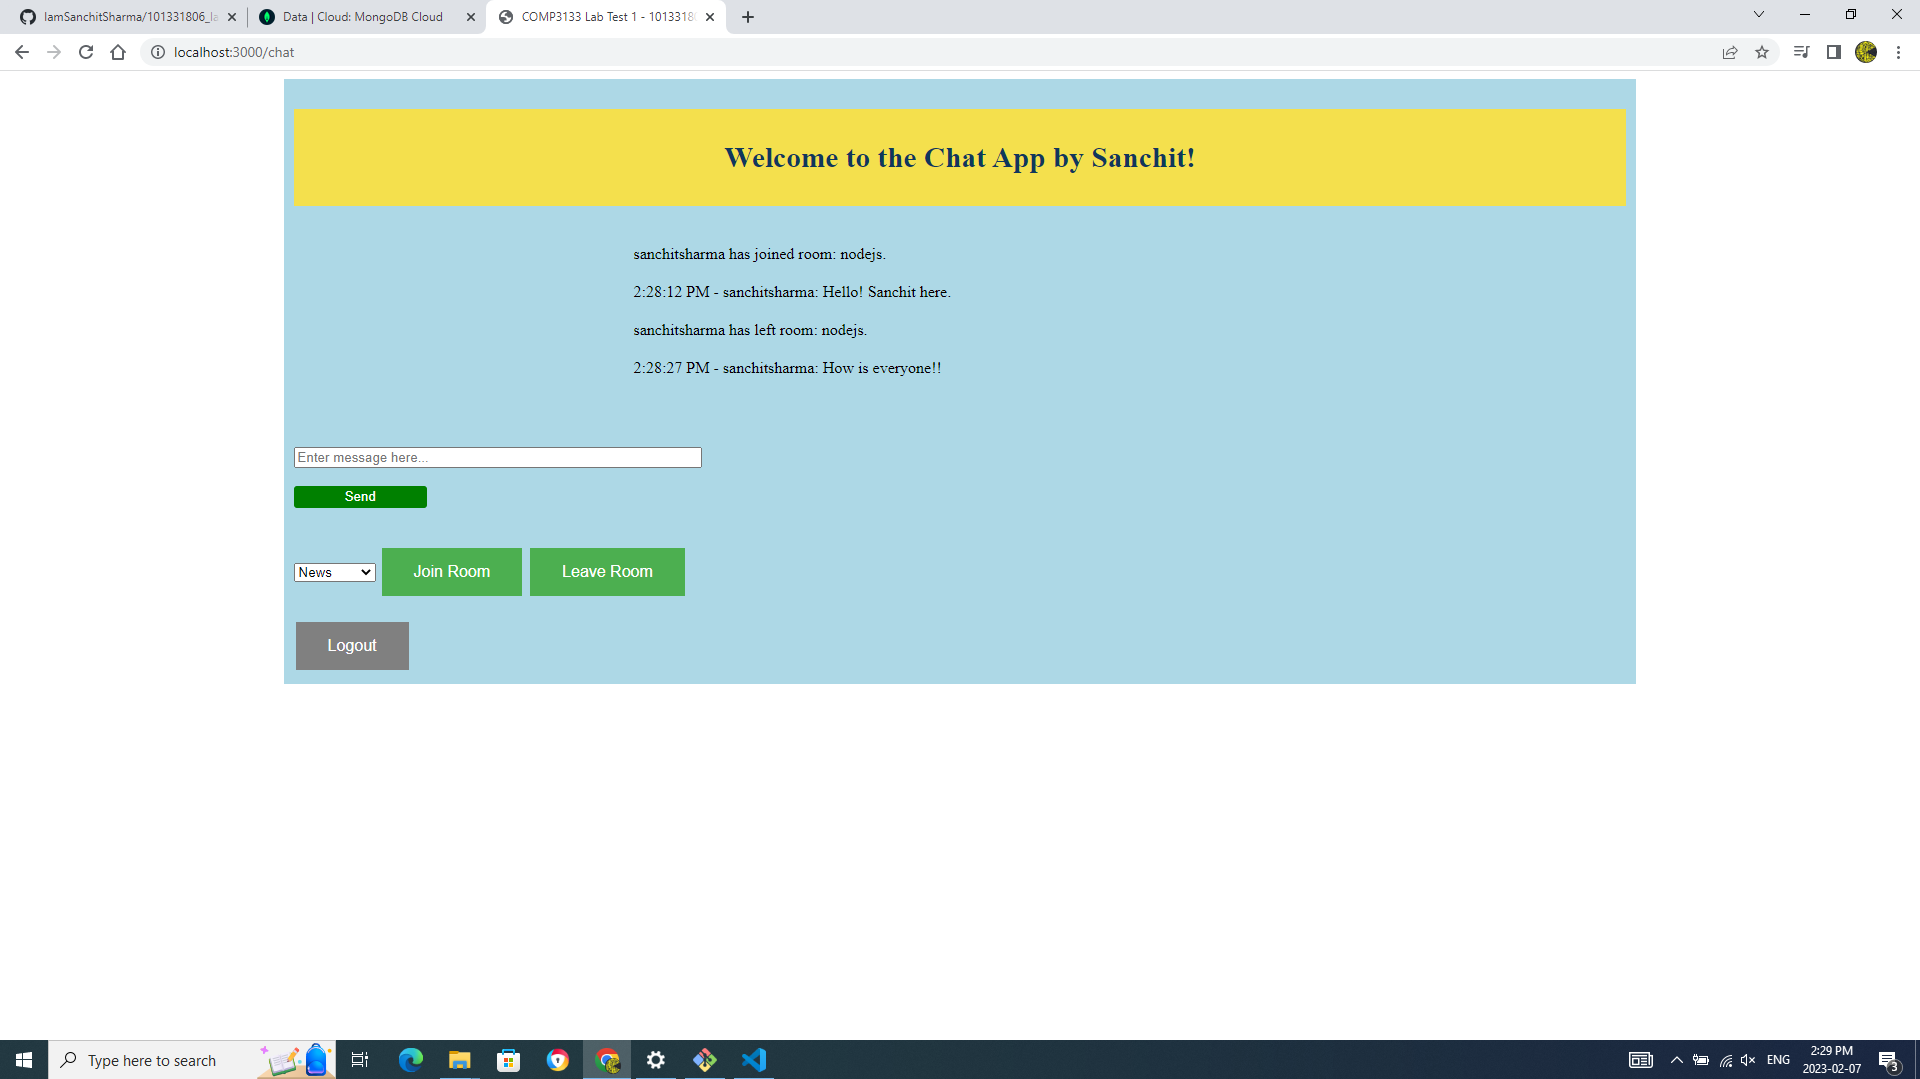 IamSanchitSharma/101331806_la
Data | Cloud: MongoDB Cloud
COMP3133 Lab Test 1 - 10133180
localhost:3000/chat
Welcome to the Chat App by Sanchit!
sanchitsharma has joined room: nodejs.
2:28:12 PM - sanchitsharma: Hello! Sanchit here.
sanchitsharma has left room: nodejs.
2:28:27 PM - sanchitsharma: How is everyone!!
Enter message here...
Send
News
Join Room
Leave Room
Logout
Type here to search
ENG
2:29 PM
2023-02-07
3